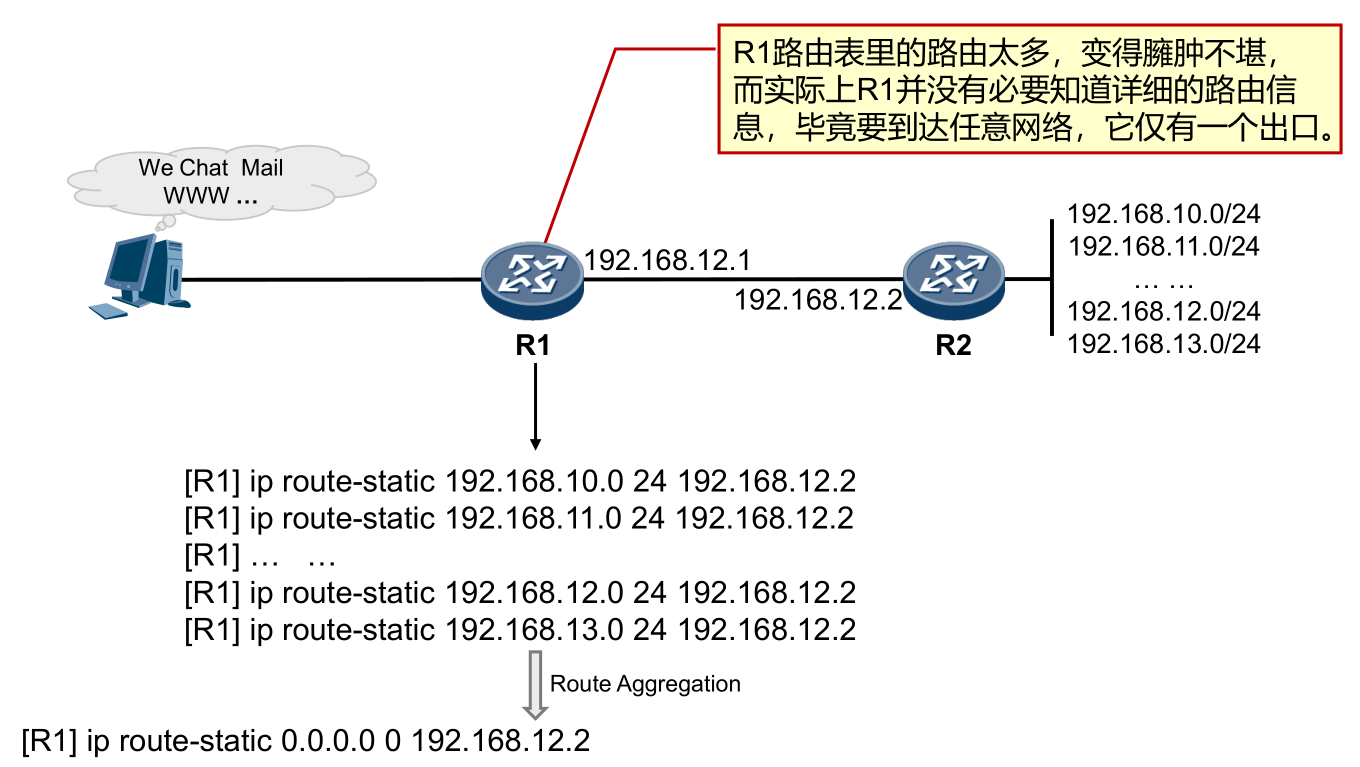 R1路由表里的路由太多，变得臃肿不堪，
而实际上R1并没有必要知道详细的路由信
息，毕竟要到达任意网络，它仅有一个出口。
We Chat  Mail
WWW …
192.168.12.1
192.168.12.2
R1
R2
192.168.10.0/24
192.168.11.0/24
… …
192.168.12.0/24
192.168.13.0/24
[R1] ip route-static 192.168.10.0 24 192.168.12.2
[R1] ip route-static 192.168.11.0 24 192.168.12.2
[R1] …   …
[R1] ip route-static 192.168.12.0 24 192.168.12.2
[R1] ip route-static 192.168.13.0 24 192.168.12.2
Route Aggregation
[R1] ip route-static 0.0.0.0 0 192.168.12.2